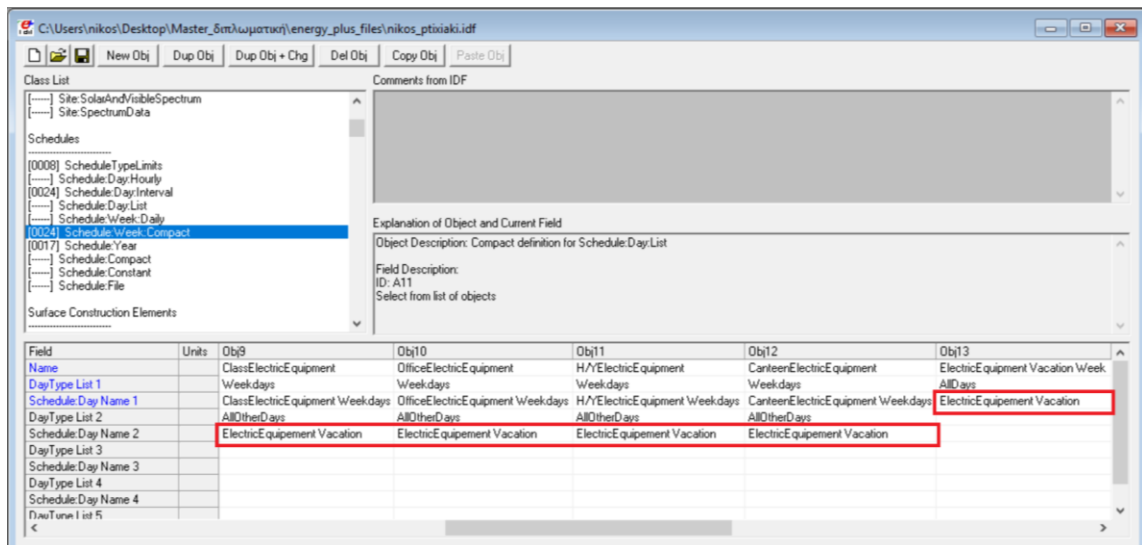 C:\Users\nikos\Desktop\Master_διπλωματική\energy_plus_files\nikos_ptixiaki.idf
New Obj Dup Obj Dup Obj + Chg Del Obj Copy Obj Paste Obj
Class List
Comments from IDF
[------] Site:SolarAndVisibleSpectrum
[------] Site:SpectrumData
Schedules
----------------------------
[0008] ScheduleTypeLimits
[------] Schedule:Day:Hourly
[0024] Schedule:Day:Interval
[------] Schedule:Day:List
[------] Schedule:Week:Daily
[0024] Schedule:Week:Compact
[0017] Schedule:Year
[------] Schedule:Compact
[------] Schedule:Constant
[------] Schedule:File
Surface Construction Elements
----------------------------
Explanation of Object and Current Field
Object Description: Compact definition for Schedule:Day:List
Field Description:
ID: A11
Select from list of objects
Field Units Obj9 Obj10 Obj11 Obj12 Obj13
Name ClassElectricEquipment OfficeElectricEquipment H/YElectricEquipment CanteenElectricEquipment ElectricEquipment Vacation Week
DayType List 1 Weekdays Weekdays Weekdays Weekdays AllDays
Schedule:Day Name 1 ClassElectricEquipment Weekdays OfficeElectricEquipment Weekdays H/YElectricEquipment Weekdays CanteenElectricEquipment Weekdays ElectricEquipement Vacation
DayType List 2 AllOtherDays AllOtherDays AllOtherDays AllOtherDays
Schedule:Day Name 2 ElectricEquipement Vacation ElectricEquipement Vacation ElectricEquipement Vacation ElectricEquipement Vacation
DayType List 3
Schedule:Day Name 3
DayType List 4
Schedule:Day Name 4
DayType List 5